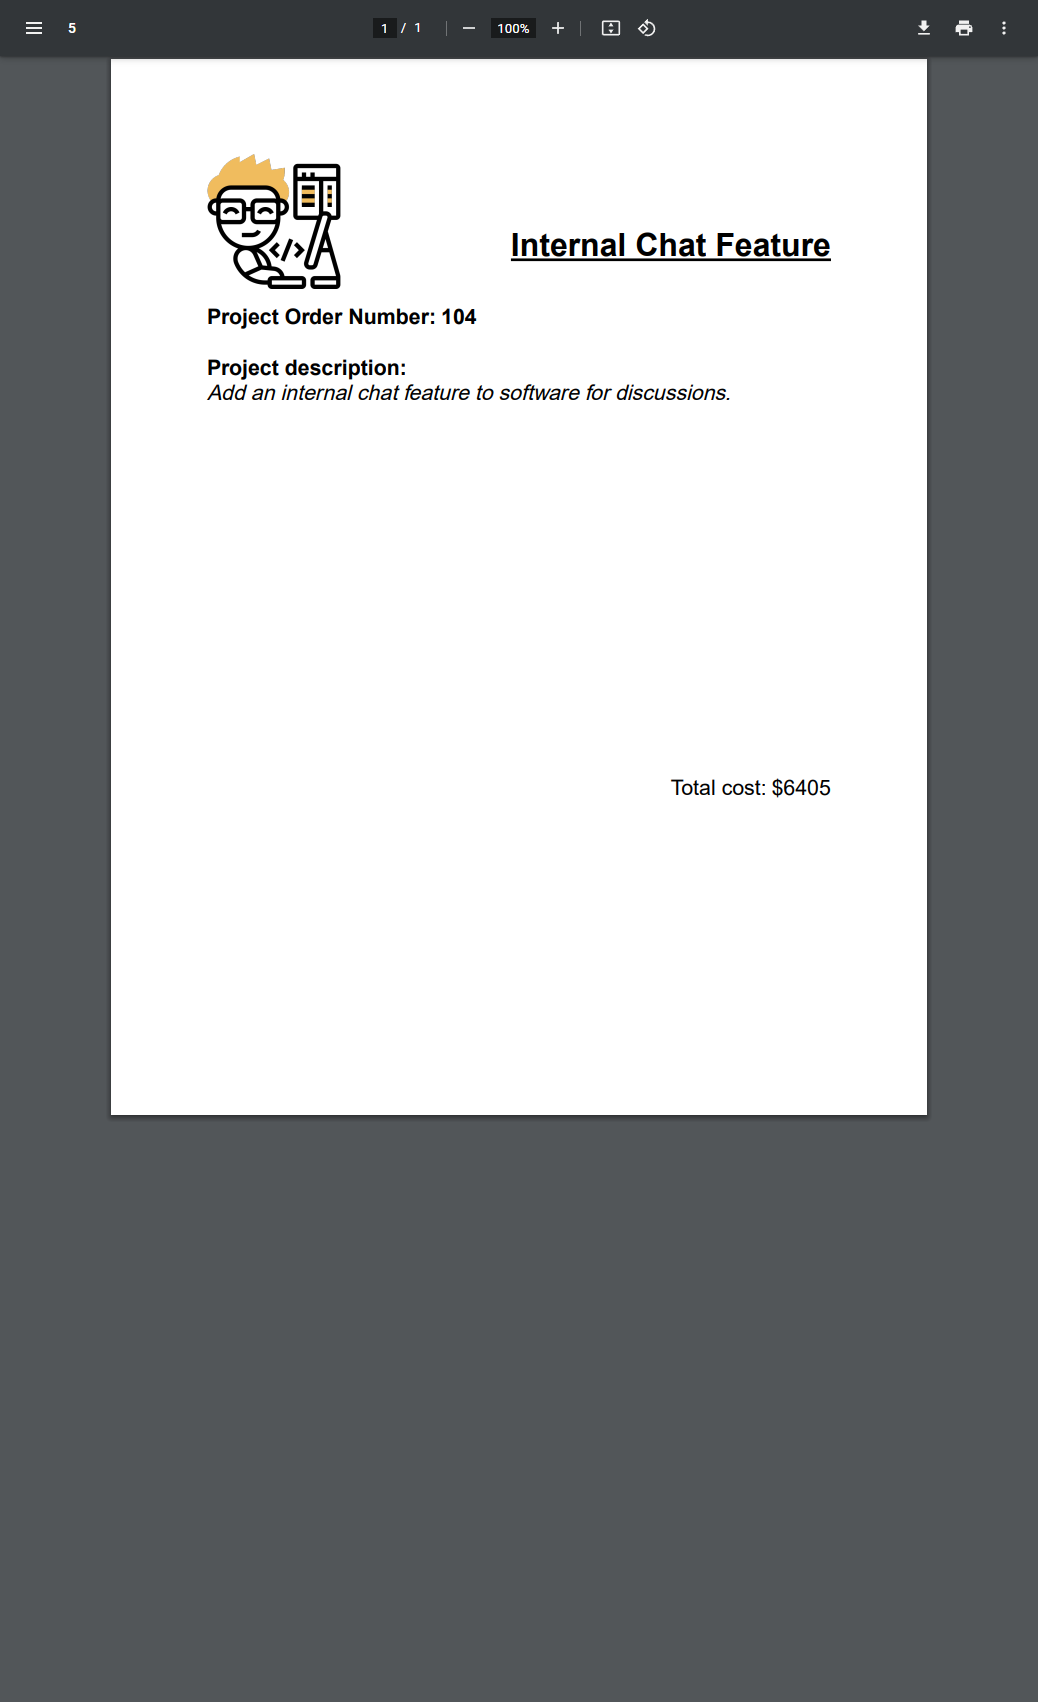 5
1 / 1
100%
Internal Chat Feature
</>
Project Order Number: 104
Project description:
Add an internal chat feature to software for discussions.
Total cost: $6405